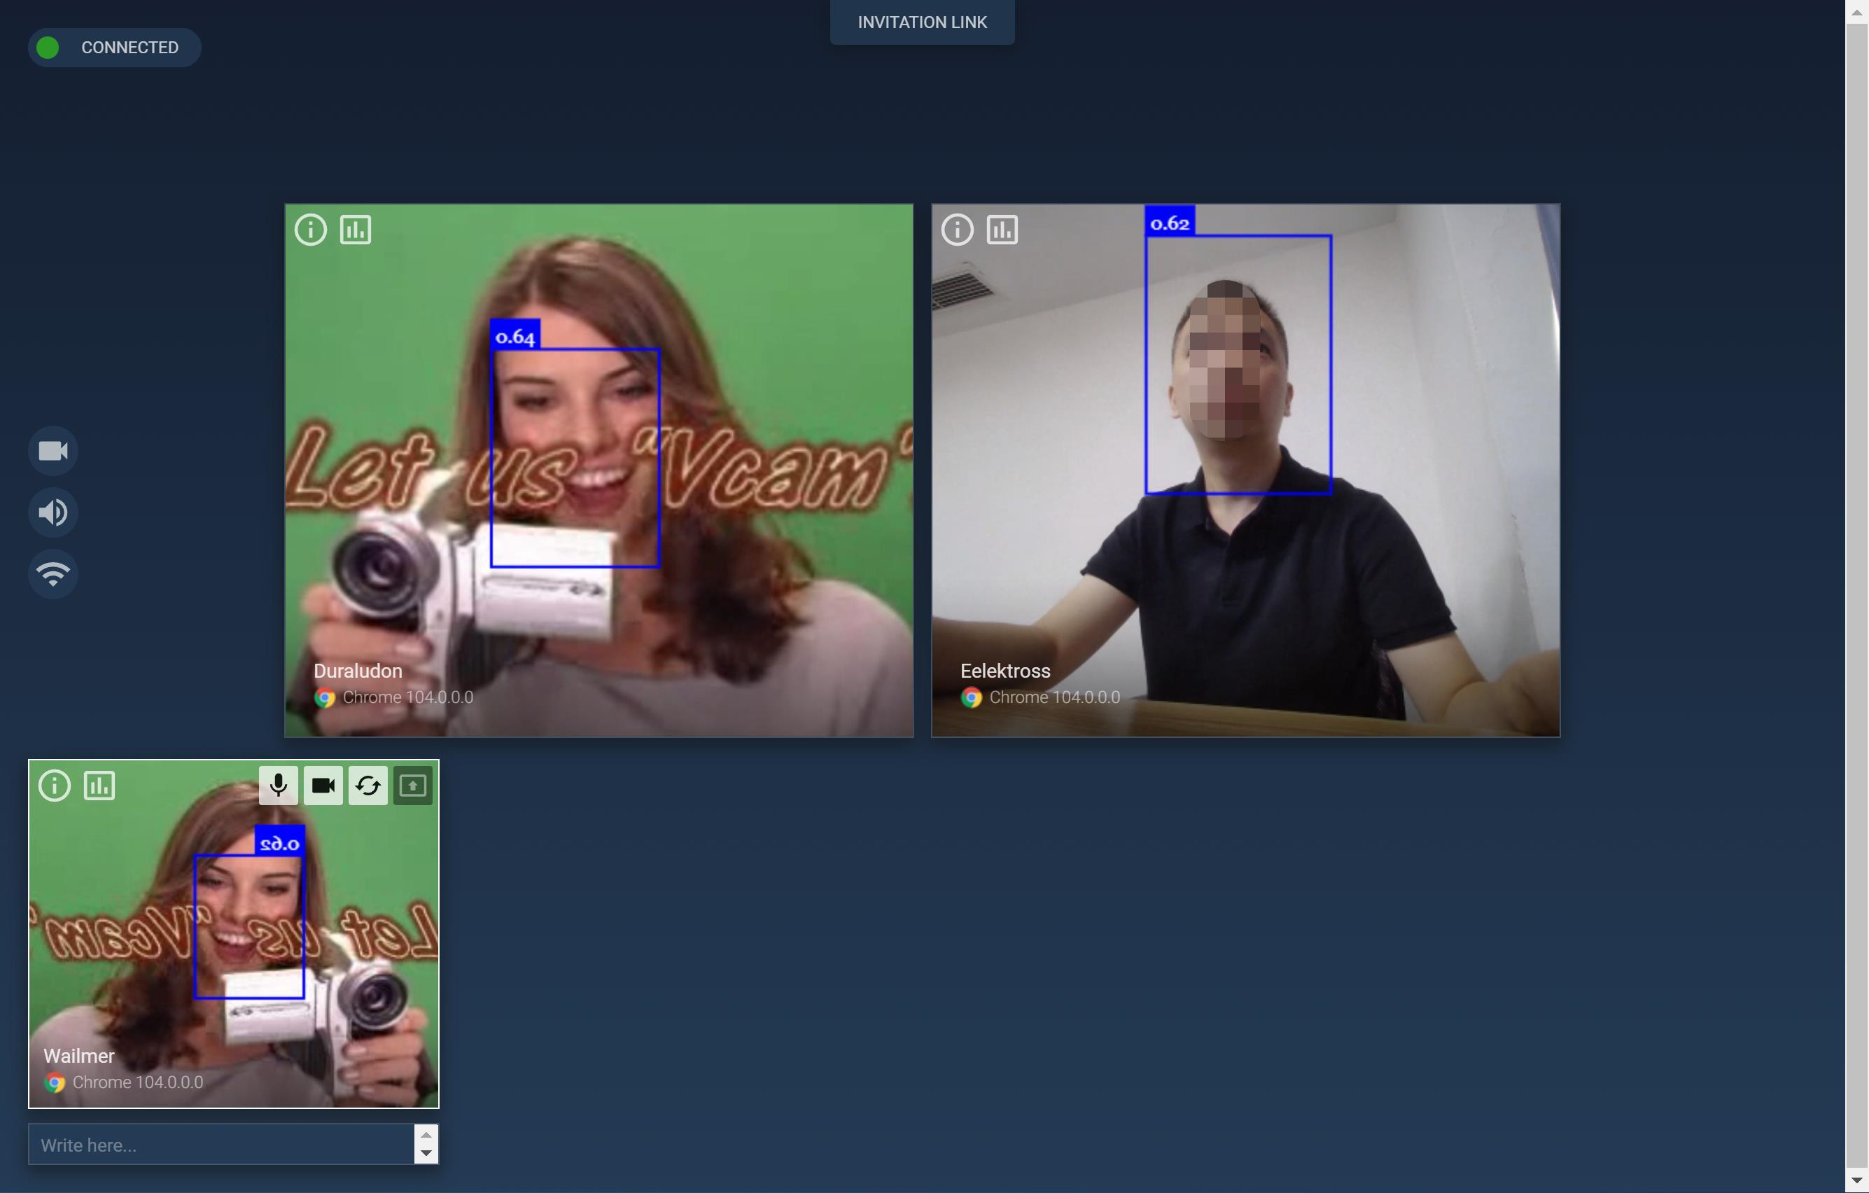 INVITATION LINK
CONNECTED
0.62
0.64
Let us "Vcam"
Duraludon
Chrome 104.0.0.0
Eelektross
Chrome 104.0.0.0
0.62
Let us "Vcam"
Wailmer
Chrome 104.0.0.0
Write here...